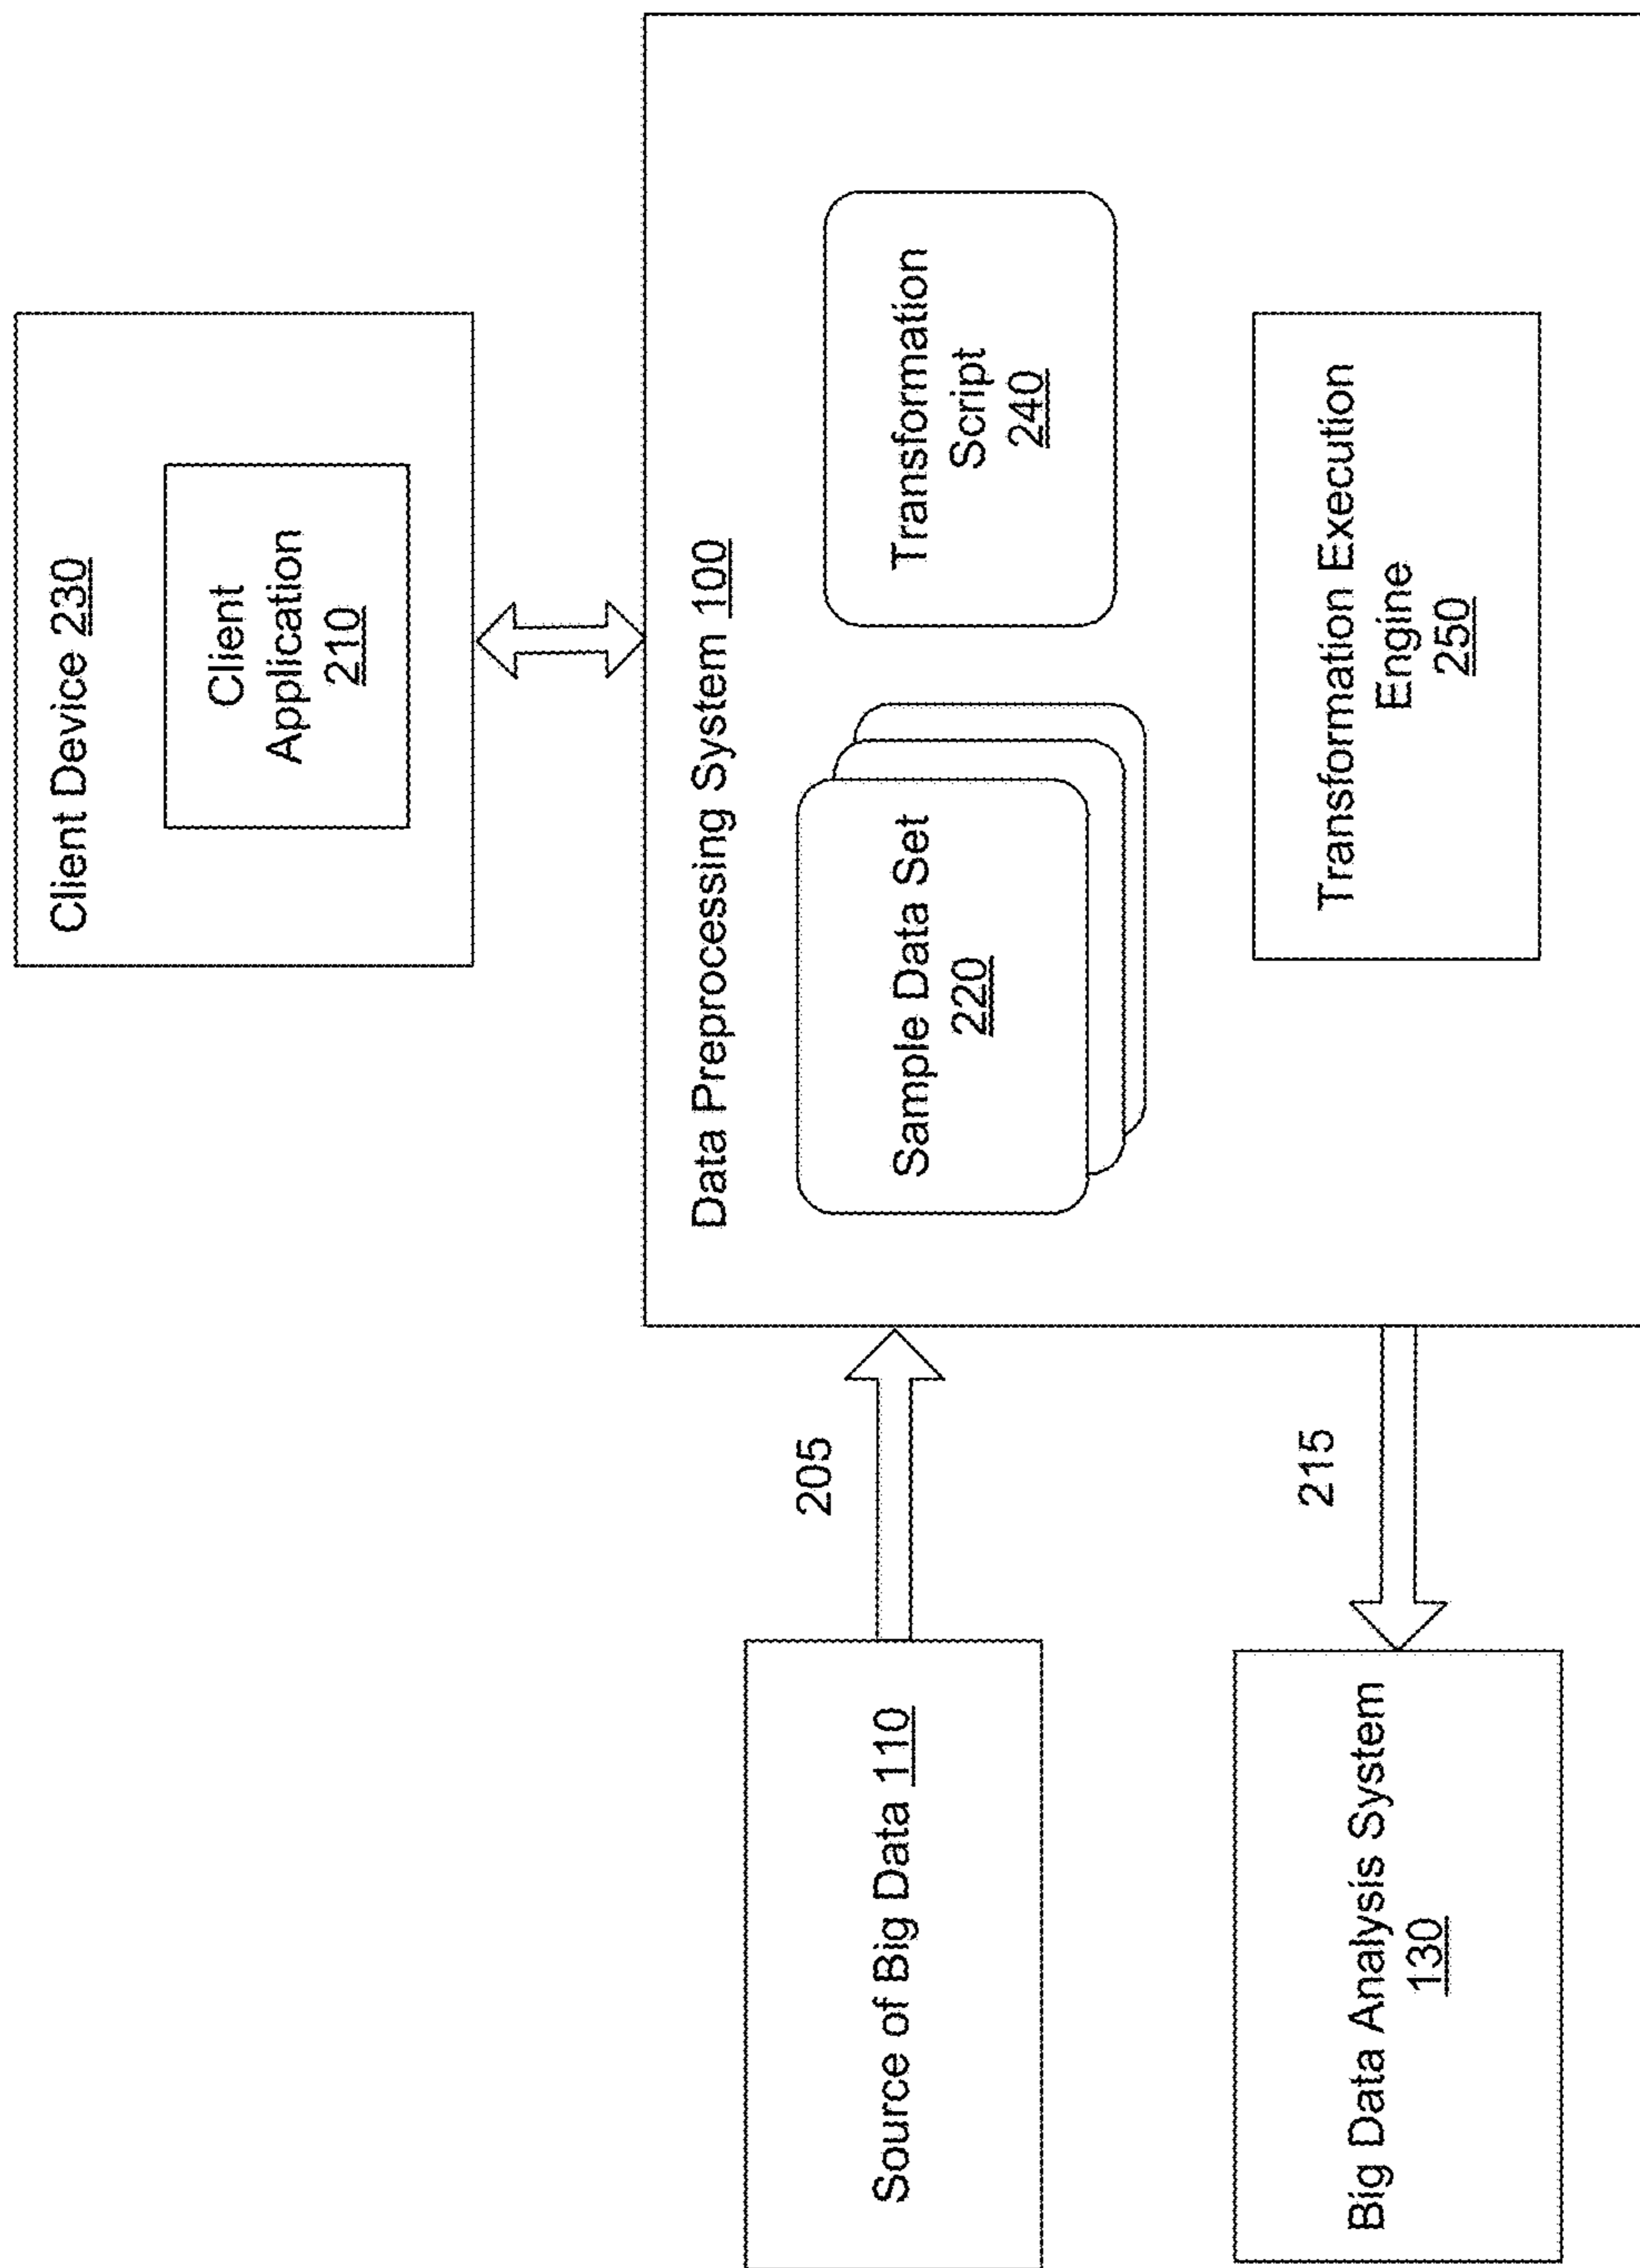 Client Device 230
Client
Application
210
Data Preprocessing System 100
Sample Data Set
220
Transformation
Script
240
Transformation Execution
Engine
250
205
215
Source of Big Data 110
Big Data Analysis System
130